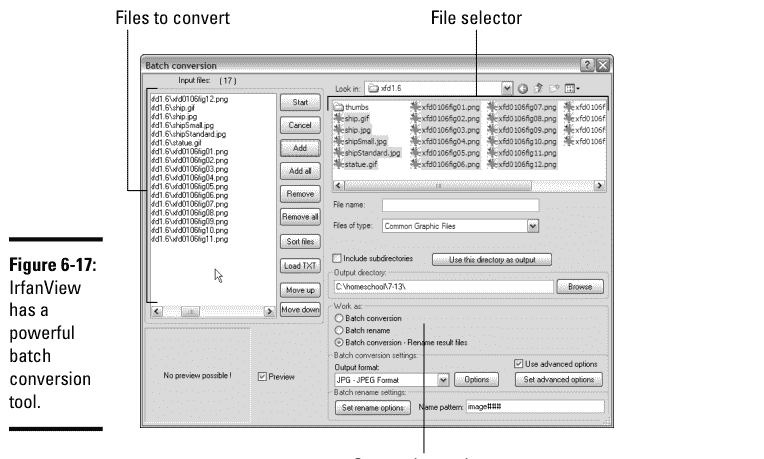 Files to convert
File selector
Batch conversion
Input files: (17)
xfd1.6\xfd0106fig12.png
xfd1.6\ship.gif
xfd1.6\ship.jpg
xfd1.6\shipSmall.jpg
xfd1.6\shipStandard.jpg
xfd1.6\statue.gif
xfd1.6\xfd0106fig01.png
xfd1.6\xfd0106fig02.png
xfd1.6\xfd0106fig03.png
xfd1.6\xfd0106fig04.png
xfd1.6\xfd0106fig05.png
xfd1.6\xfd0106fig06.png
xfd1.6\xfd0106fig07.png
xfd1.6\xfd0106fig08.png
xfd1.6\xfd0106fig09.png
xfd1.6\xfd0106fig10.png
xfd1.6\xfd0106fig11.png
Start
Cancel
Add
Add all
Remove
Remove all
Sort files
Load TXT
Move up
Move down
No preview possible !
Preview
Look in: xfd1.6
thumbs xfd0106fig01.png xfd0106fig07.png xfd0106f
ship.gif xfd0106fig02.png xfd0106fig08.png xfd0106f
ship.jpg xfd0106fig03.png xfd0106fig09.png xfd0106f
shipSmall.jpg xfd0106fig04.png xfd0106fig10.png xfd0106f
shipStandard.jpg xfd0106fig05.png xfd0106fig11.png
statue.gif xfd0106fig06.png xfd0106fig12.png
File name:
Files of type: Common Graphic Files
Include subdirectories Use this directory as output
Output directory:
C:\homeschool\7-13\ Browse
Work as:
Batch conversion
Batch rename
Batch conversion - Rename result files
Batch conversion settings:
Use advanced options
Output format:
JPG - JPEG Format Options Set advanced options
Batch rename settings:
Set rename options Name pattern: image###
Figure 6-17:
IrfanView
has a
powerful
batch
conversion
tool.